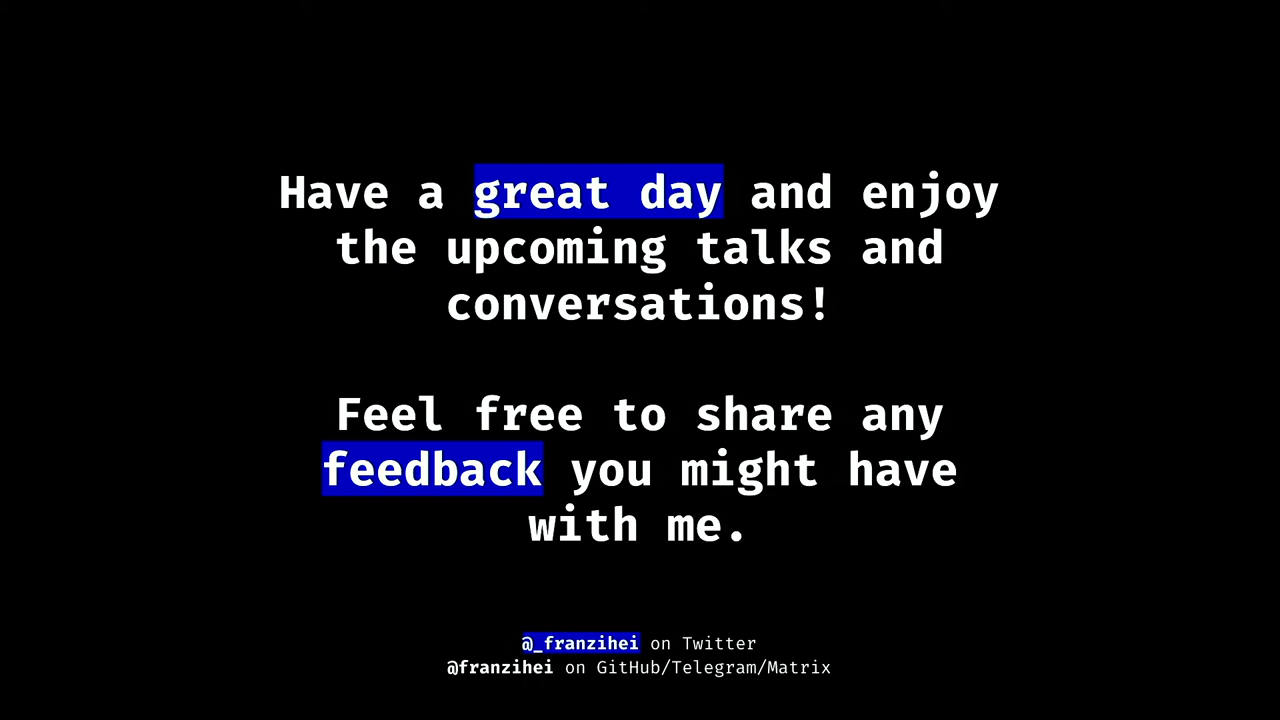 Have a great day and enjoy
the upcoming talks and
conversations!
Feel free to share any
feedback you might have
with me.
@_franzihei on Twitter
@franzihei on GitHub/Telegram/Matrix